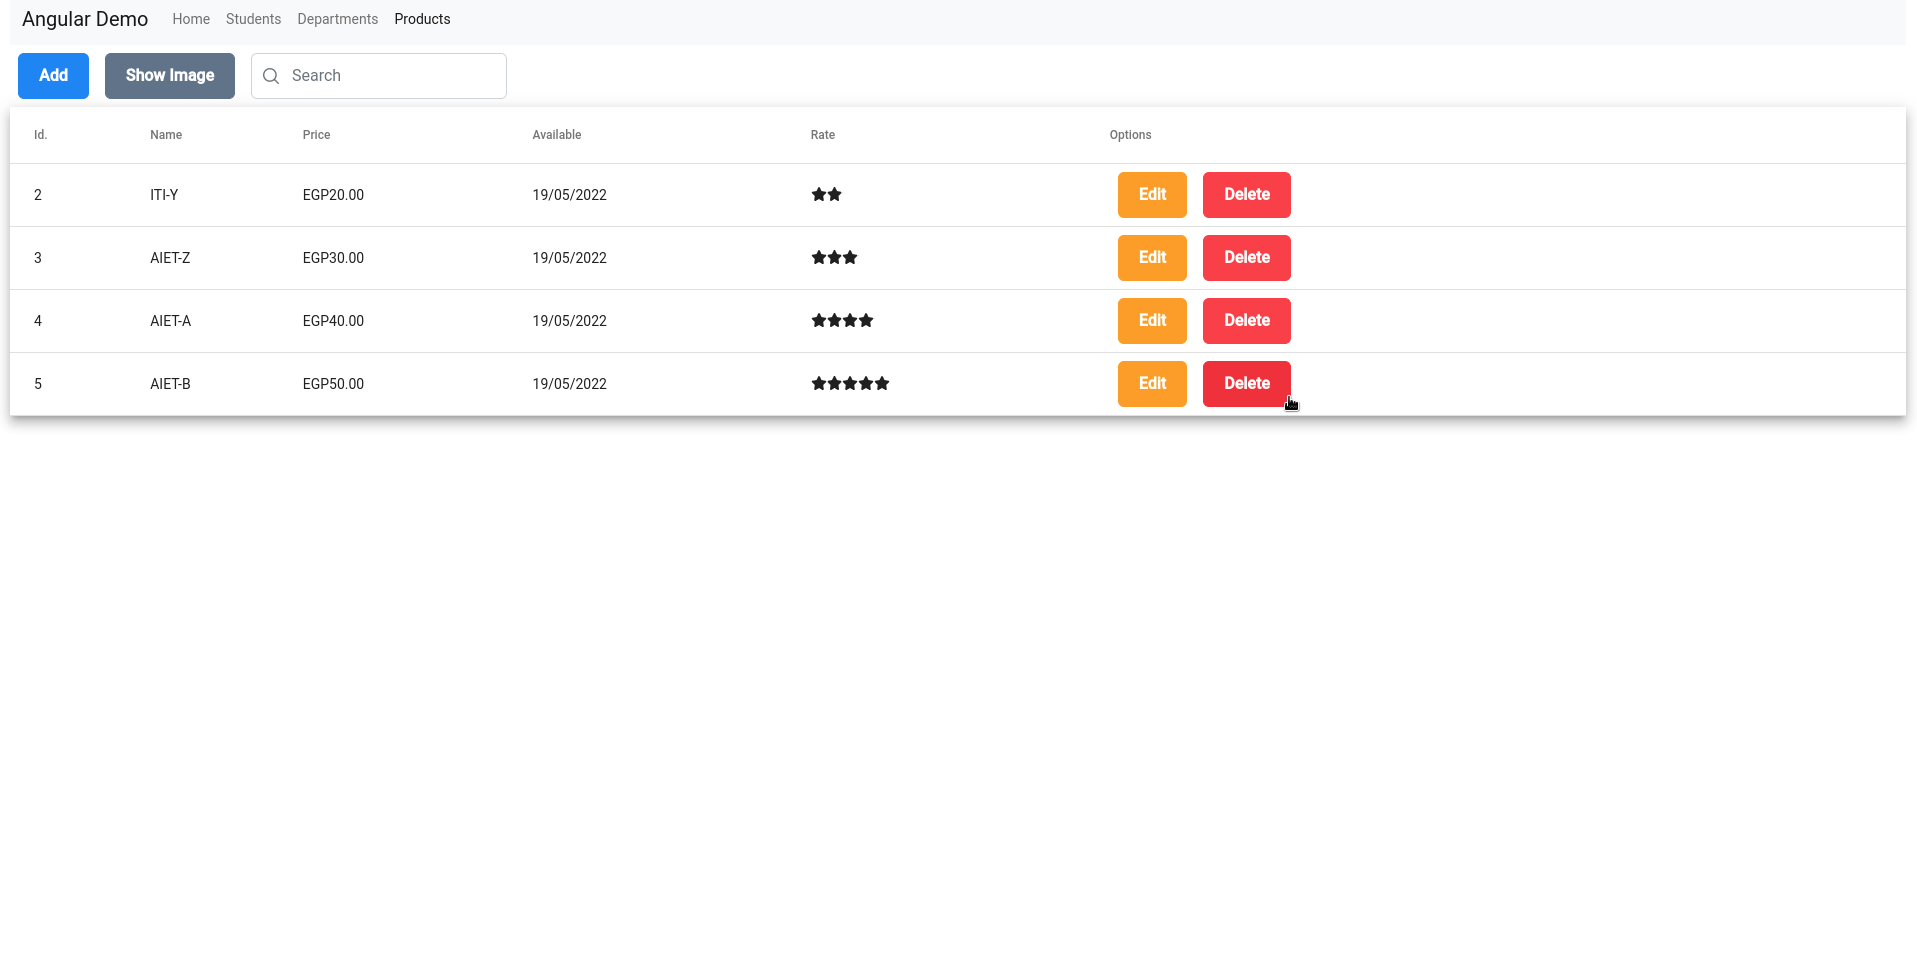 Angular Demo Home Students Departments Products
Add Show Image Search
Id. Name Price Available Rate Options
2 ITI-Y EGP20.00 19/05/2022 Edit Delete
3 AIET-Z EGP30.00 19/05/2022 Edit Delete
4 AIET-A EGP40.00 19/05/2022 Edit Delete
5 AIET-B EGP50.00 19/05/2022 Edit Delete